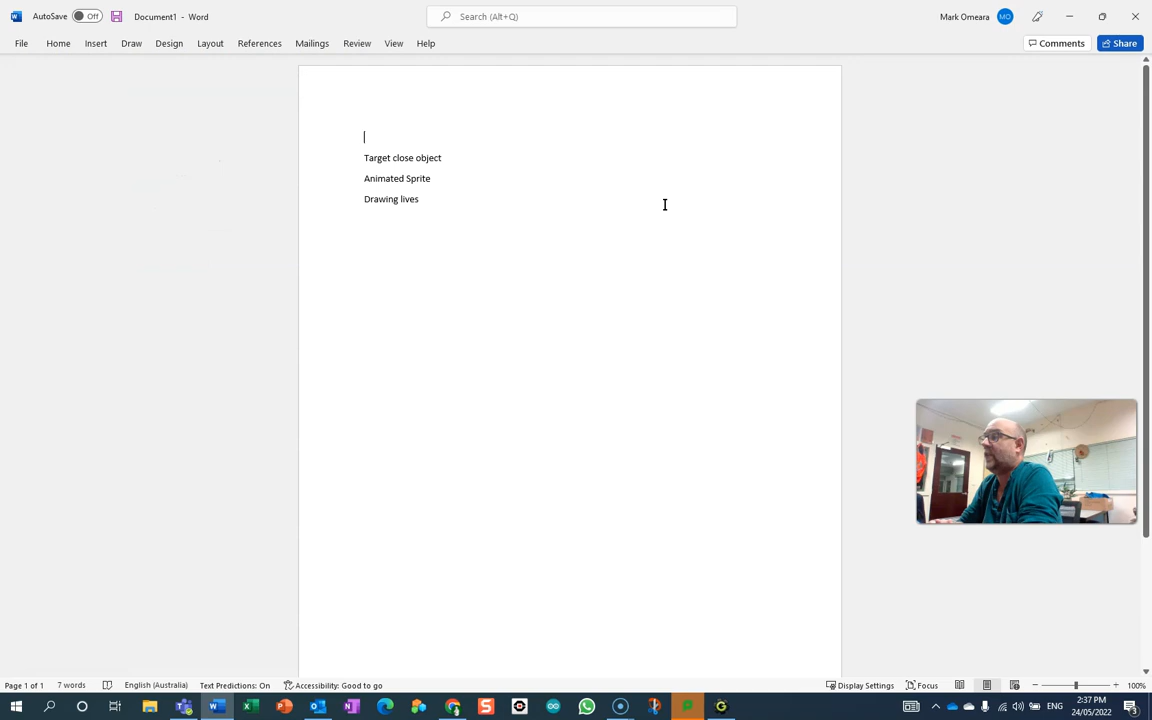 AutoSave Off Document1 - Word Search (Alt+Q) Mark Omeara MO
File Home Insert Draw Design Layout References Mailings Review View Help Comments Share
Target close object
Animated Sprite
Drawing lives
Page 1 of 1 7 words English (Australia) Text Predictions: On Accessibility: Good to go Display Settings Focus 100%
ENG 2:37 PM
24/05/2022